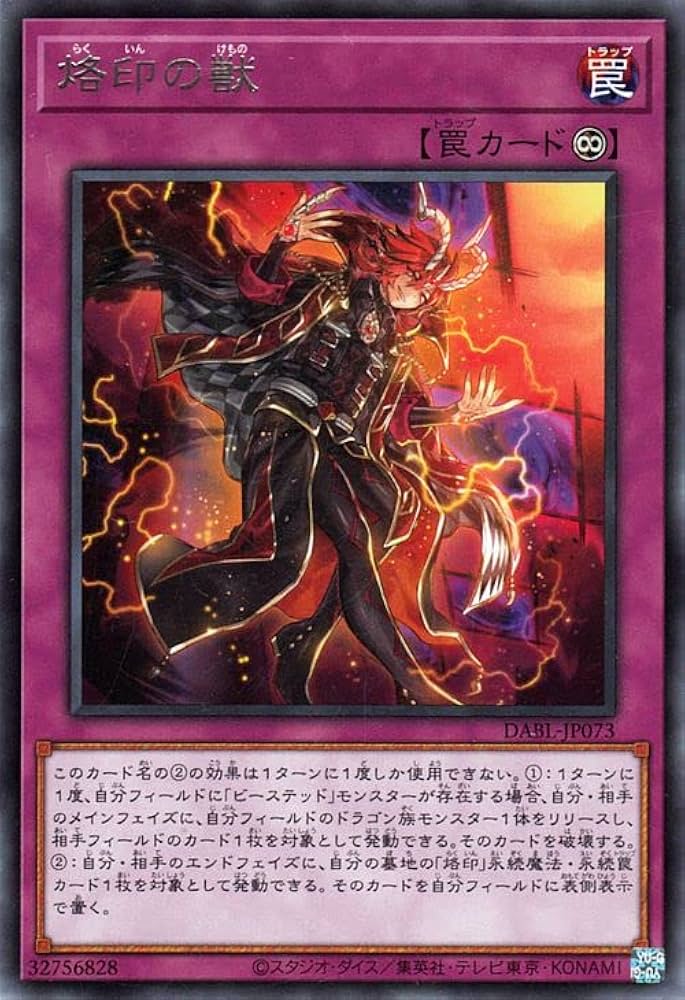 烙印の獣
罠
【罠カード】
DABL-JP073
このカード名の②の効果は1ターンに1度しか使用できない。①：1ターンに
1度、自分フィールドに「ビーステッド」モンスターが存在する場合、自分・相手
のメインフェイズに、自分フィールドのドラゴン族モンスター1体をリリースし、
相手フィールドのカード1枚を対象として発動できる。そのカードを破壊する。
②：自分・相手のエンドフェイズに、自分の墓地の「烙印」永続魔法・永続罠
カード1枚を対象として発動できる。そのカードを自分フィールドに表側表示
で置く。
32756828 ©スタジオ・ダイス／集英社・テレビ東京・KONAMI